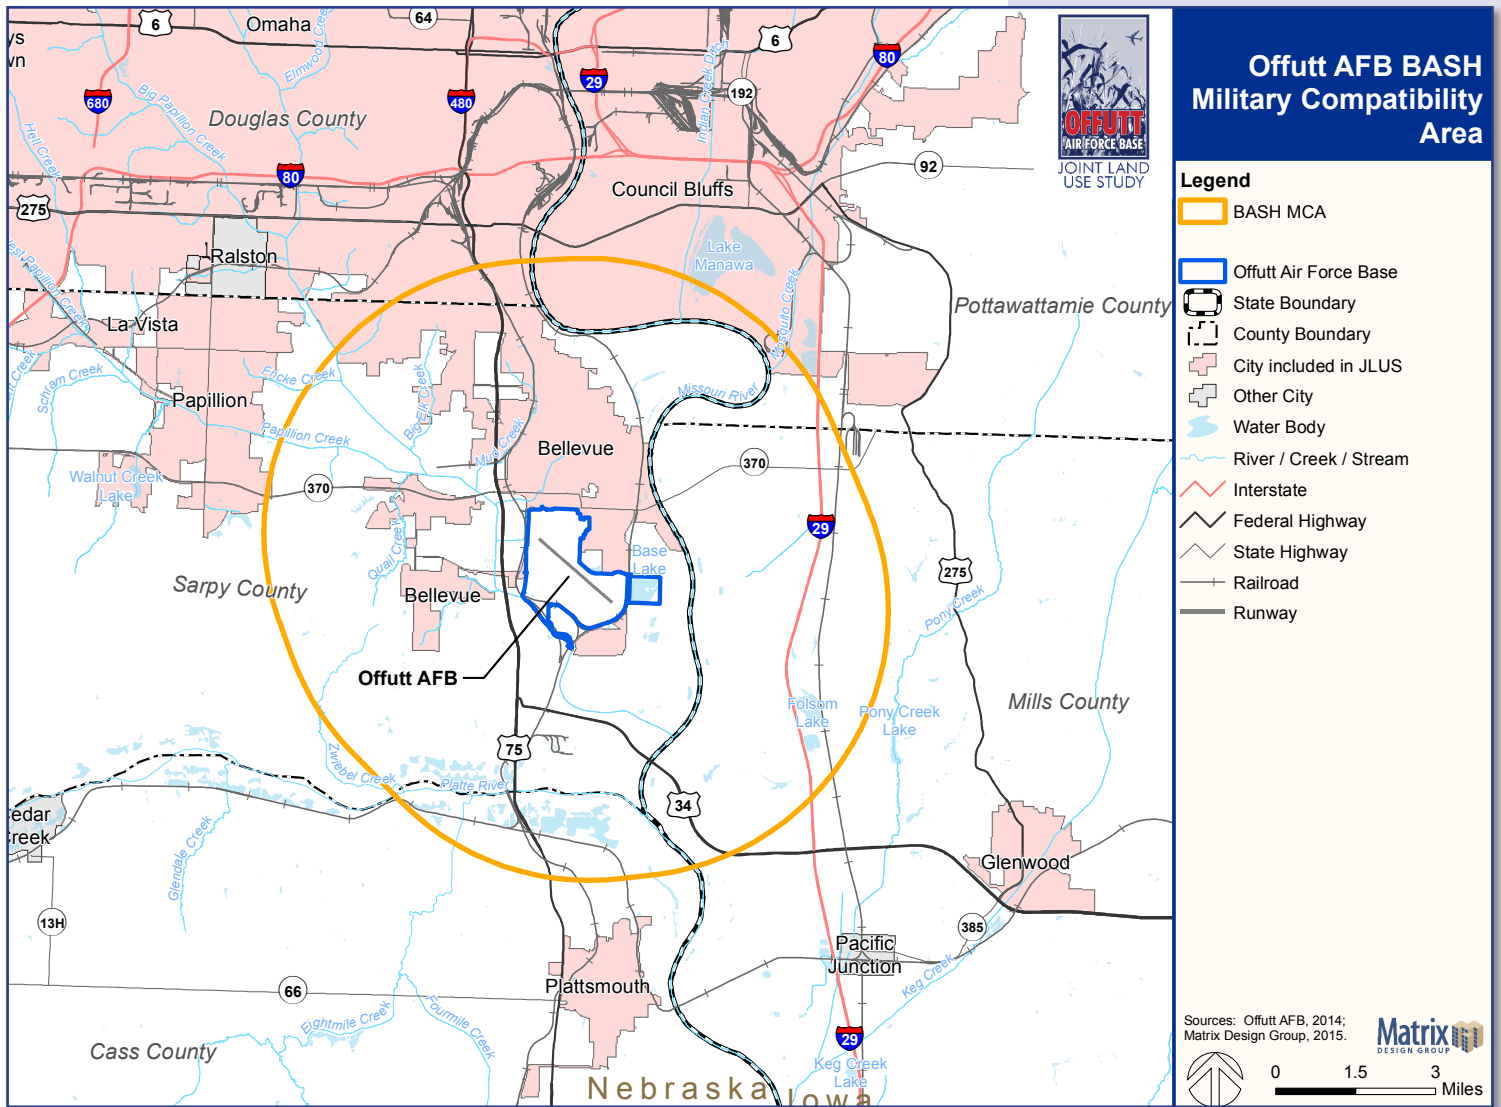 Offutt AFB BASH
Military Compatibility
Area
Legend
BASH MCA
Offutt Air Force Base
State Boundary
County Boundary
City included in JLUS
Other City
Water Body
River / Creek / Stream
Interstate
Federal Highway
State Highway
Railroad
Runway
Sources: Offutt AFB, 2014;
Matrix Design Group, 2015.
Matrix
DESIGN GROUP
0 1.5 3
Miles
OFFUTT
AIR FORCE BASE
JOINT LAND
USE STUDY
6
Omaha
64
Elmwood Creek
6
80
29
680
480
192
Big Papillion Creek
Indian Creek Ditch
Douglas County
Hell Creek
80
92
Council Bluffs
275
Ralston
Lake
Manawa
West Papillion Creek
Mosquito Creek
Pottawattamie County
La Vista
Schram Creek
Fricke Creek
Papillion
Big Elk Creek
Missouri River
Papillion Creek
Mud Creek
Bellevue
370
Walnut Creek
Lake
370
29
Quail Creek
Base
Lake
275
Sarpy County
Bellevue
Pony Creek
Offutt AFB
Mills County
Folsom
Lake
Pony Creek
Lake
75
Zwiebel Creek
Platte River
34
edar
Creek
Glendale Creek
Glenwood
13H
385
Pacific
Junction
Keg Creek
66
Plattsmouth
Eightmile Creek
Fourmile Creek
29
Cass County
Keg Creek
Lake
Nebraska
Iowa